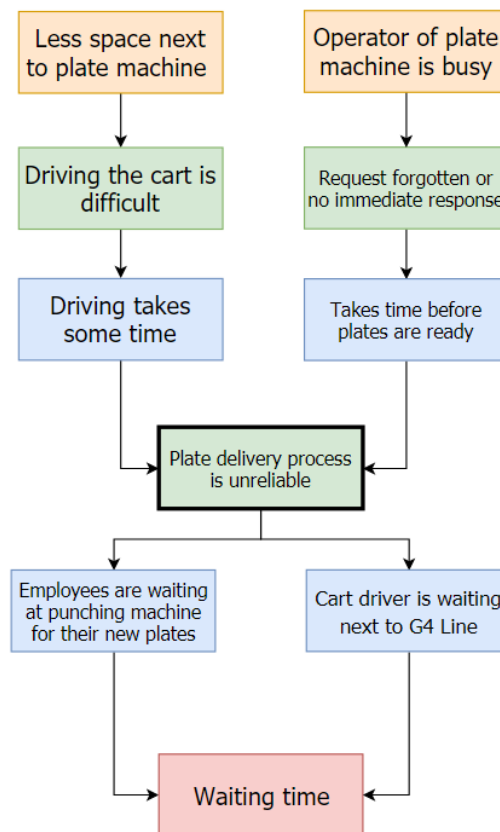 Less space next
to plate machine
Operator of plate
machine is busy
Driving the cart is
difficult
Request forgotten or
no immediate response
Driving takes
some time
Takes time before
plates are ready
Plate delivery process
is unreliable
Employees are waiting
at punching machine
for their new plates
Cart driver is waiting
next to G4 Line
Waiting time